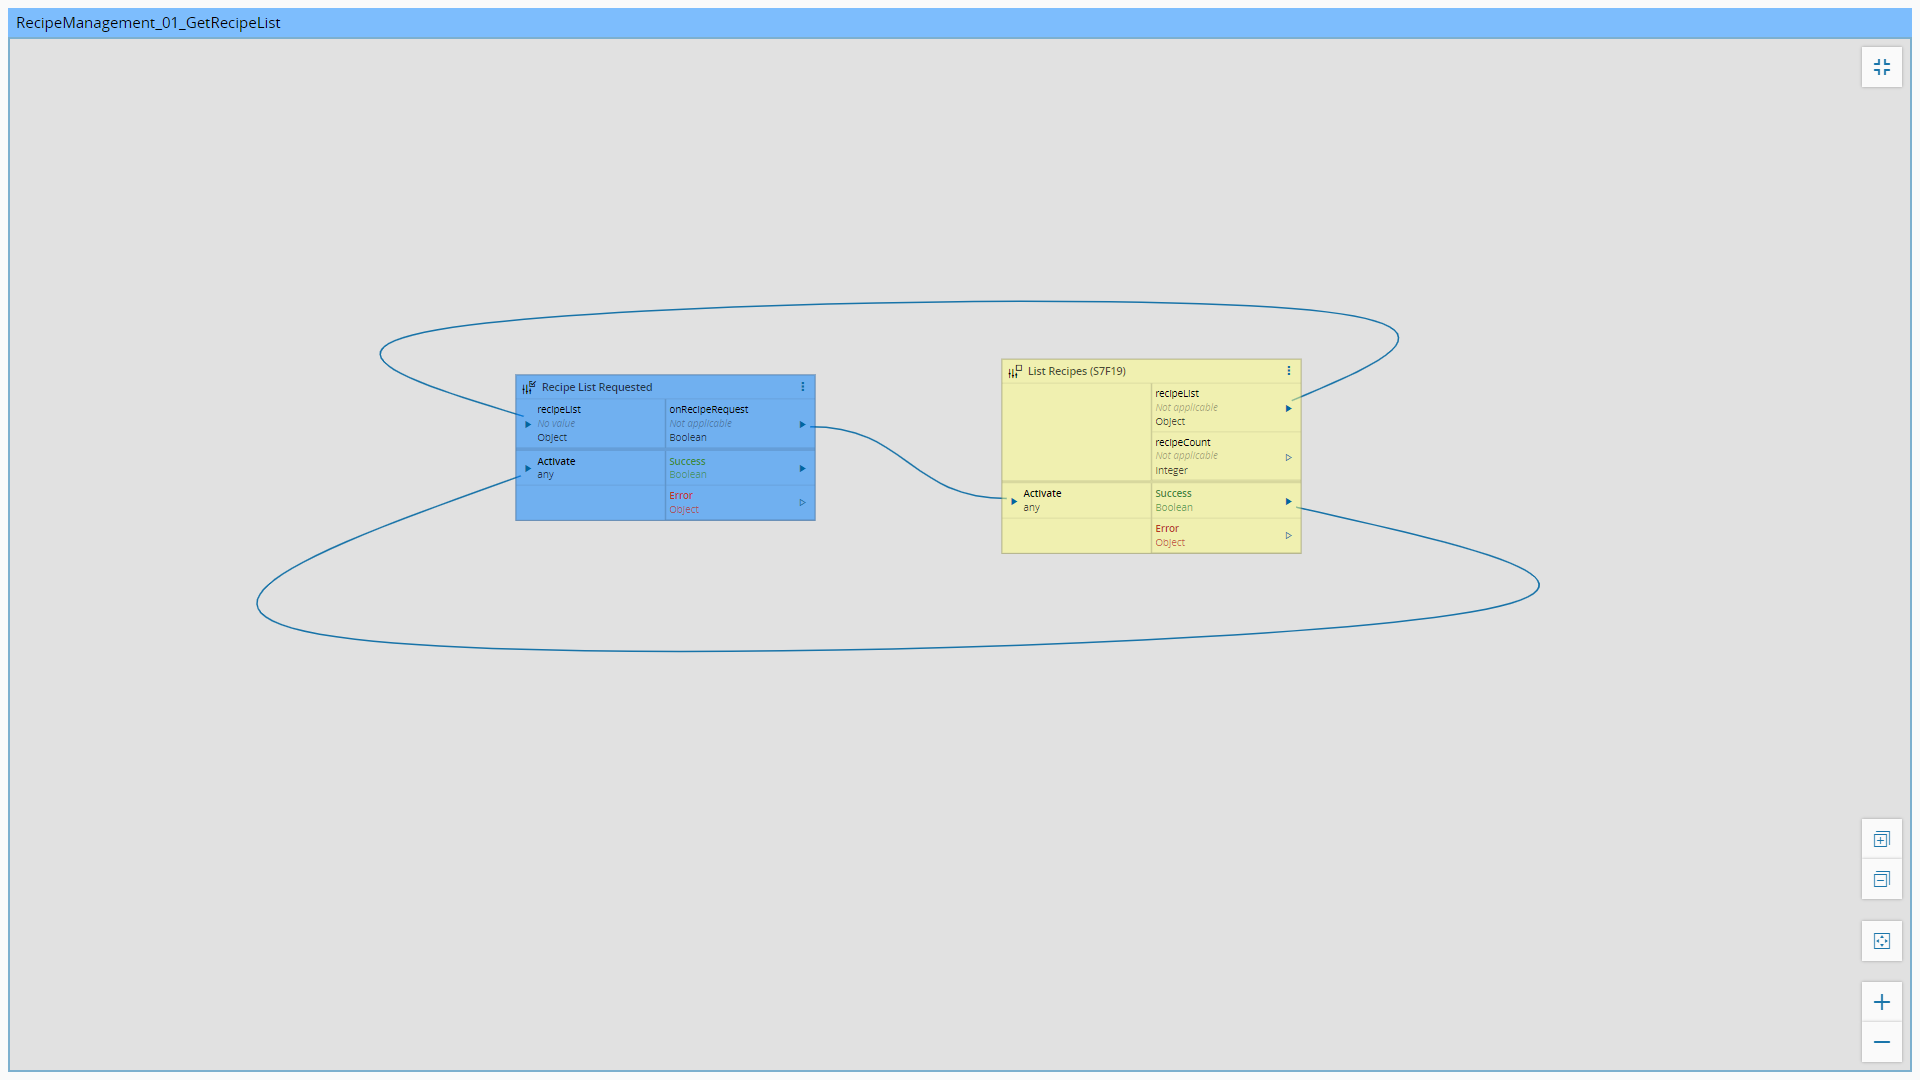 RecipeManagement_01_GetRecipeList
Recipe List Requested
recipeList
No value
Object
onRecipeRequest
Not applicable
Boolean
Activate
any
Success
Boolean
Error
Object
List Recipes (S7F19)
recipeList
Not applicable
Object
recipeCount
Not applicable
Integer
Activate
any
Success
Boolean
Error
Object